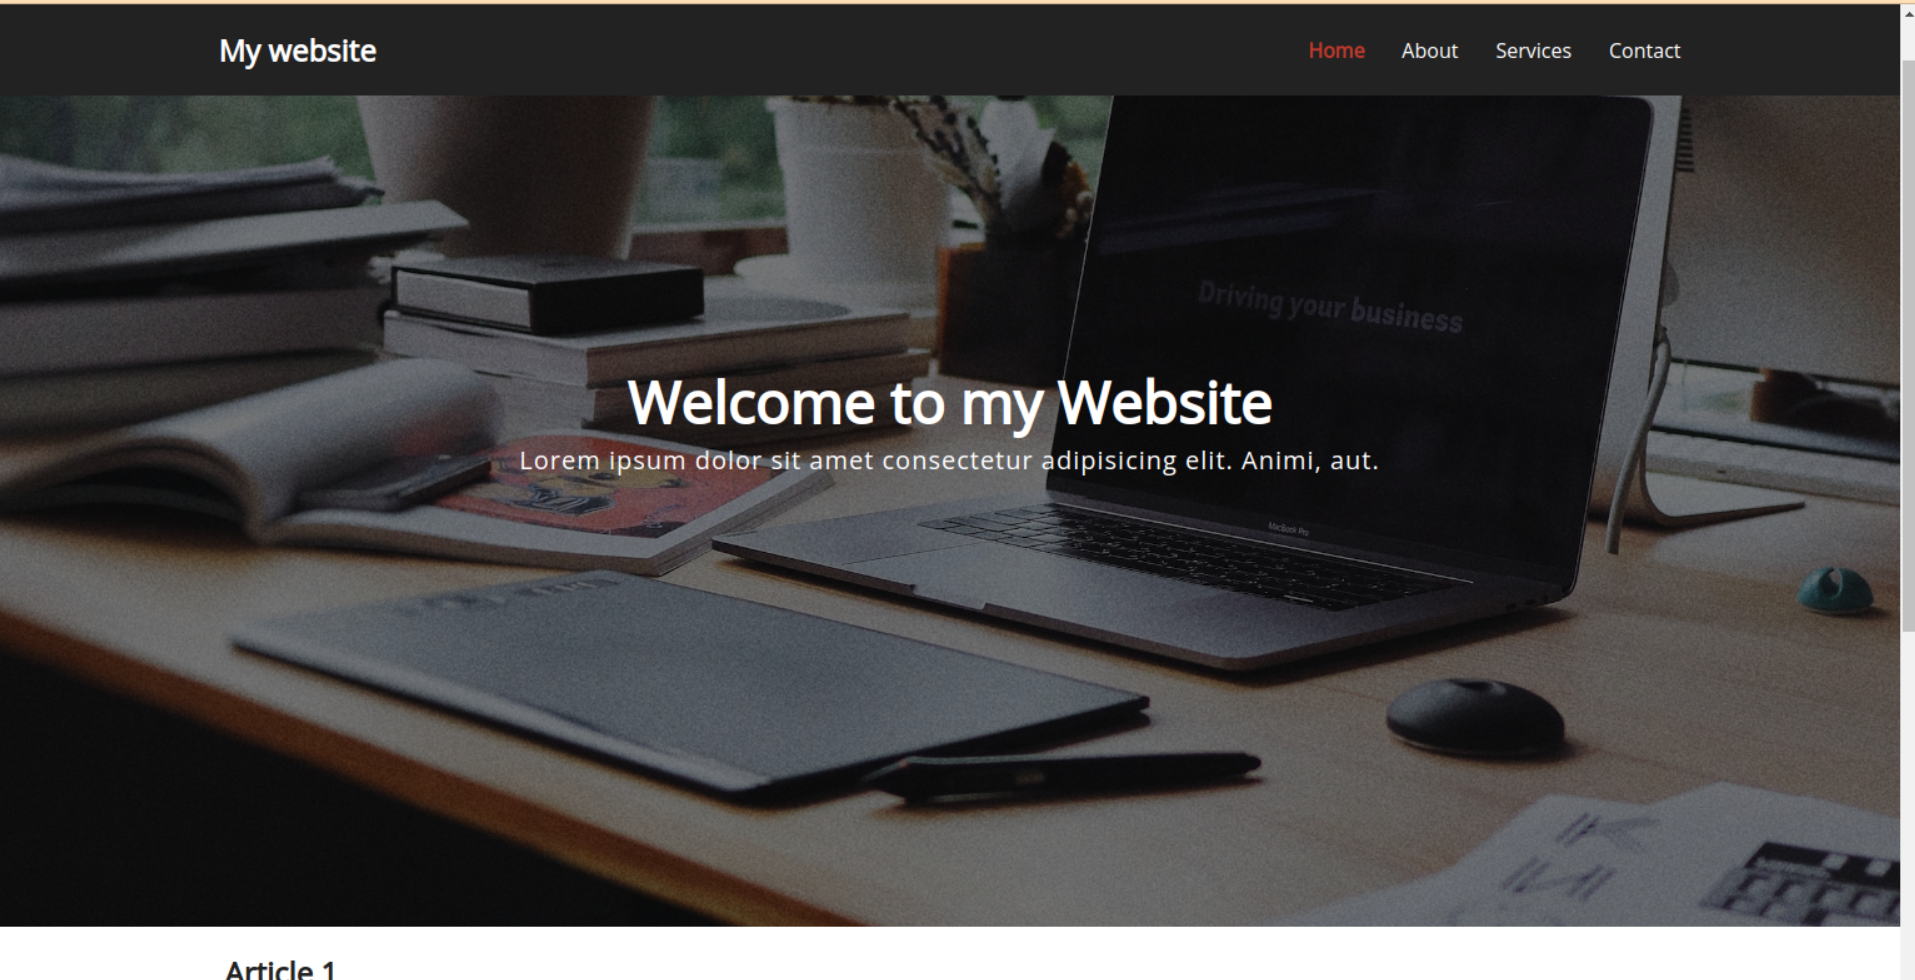 My website
Home About Services Contact
Driving your business
Welcome to my Website
Lorem ipsum dolor sit amet consectetur adipisicing elit. Animi, aut.
MacBook Pro
Article 1